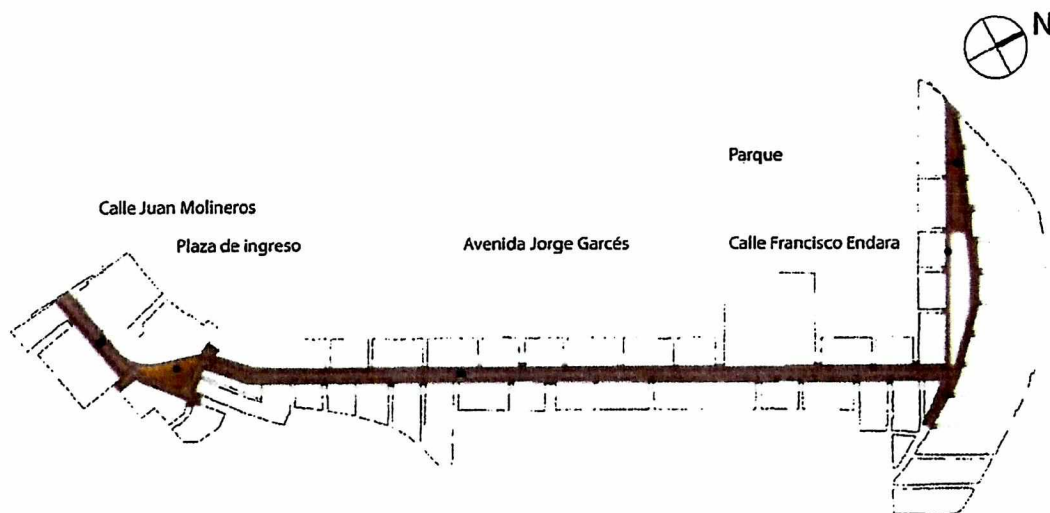 N
Parque
Calle Juan Molineros
Plaza de ingreso
Avenida Jorge Garcés
Calle Francisco Endara